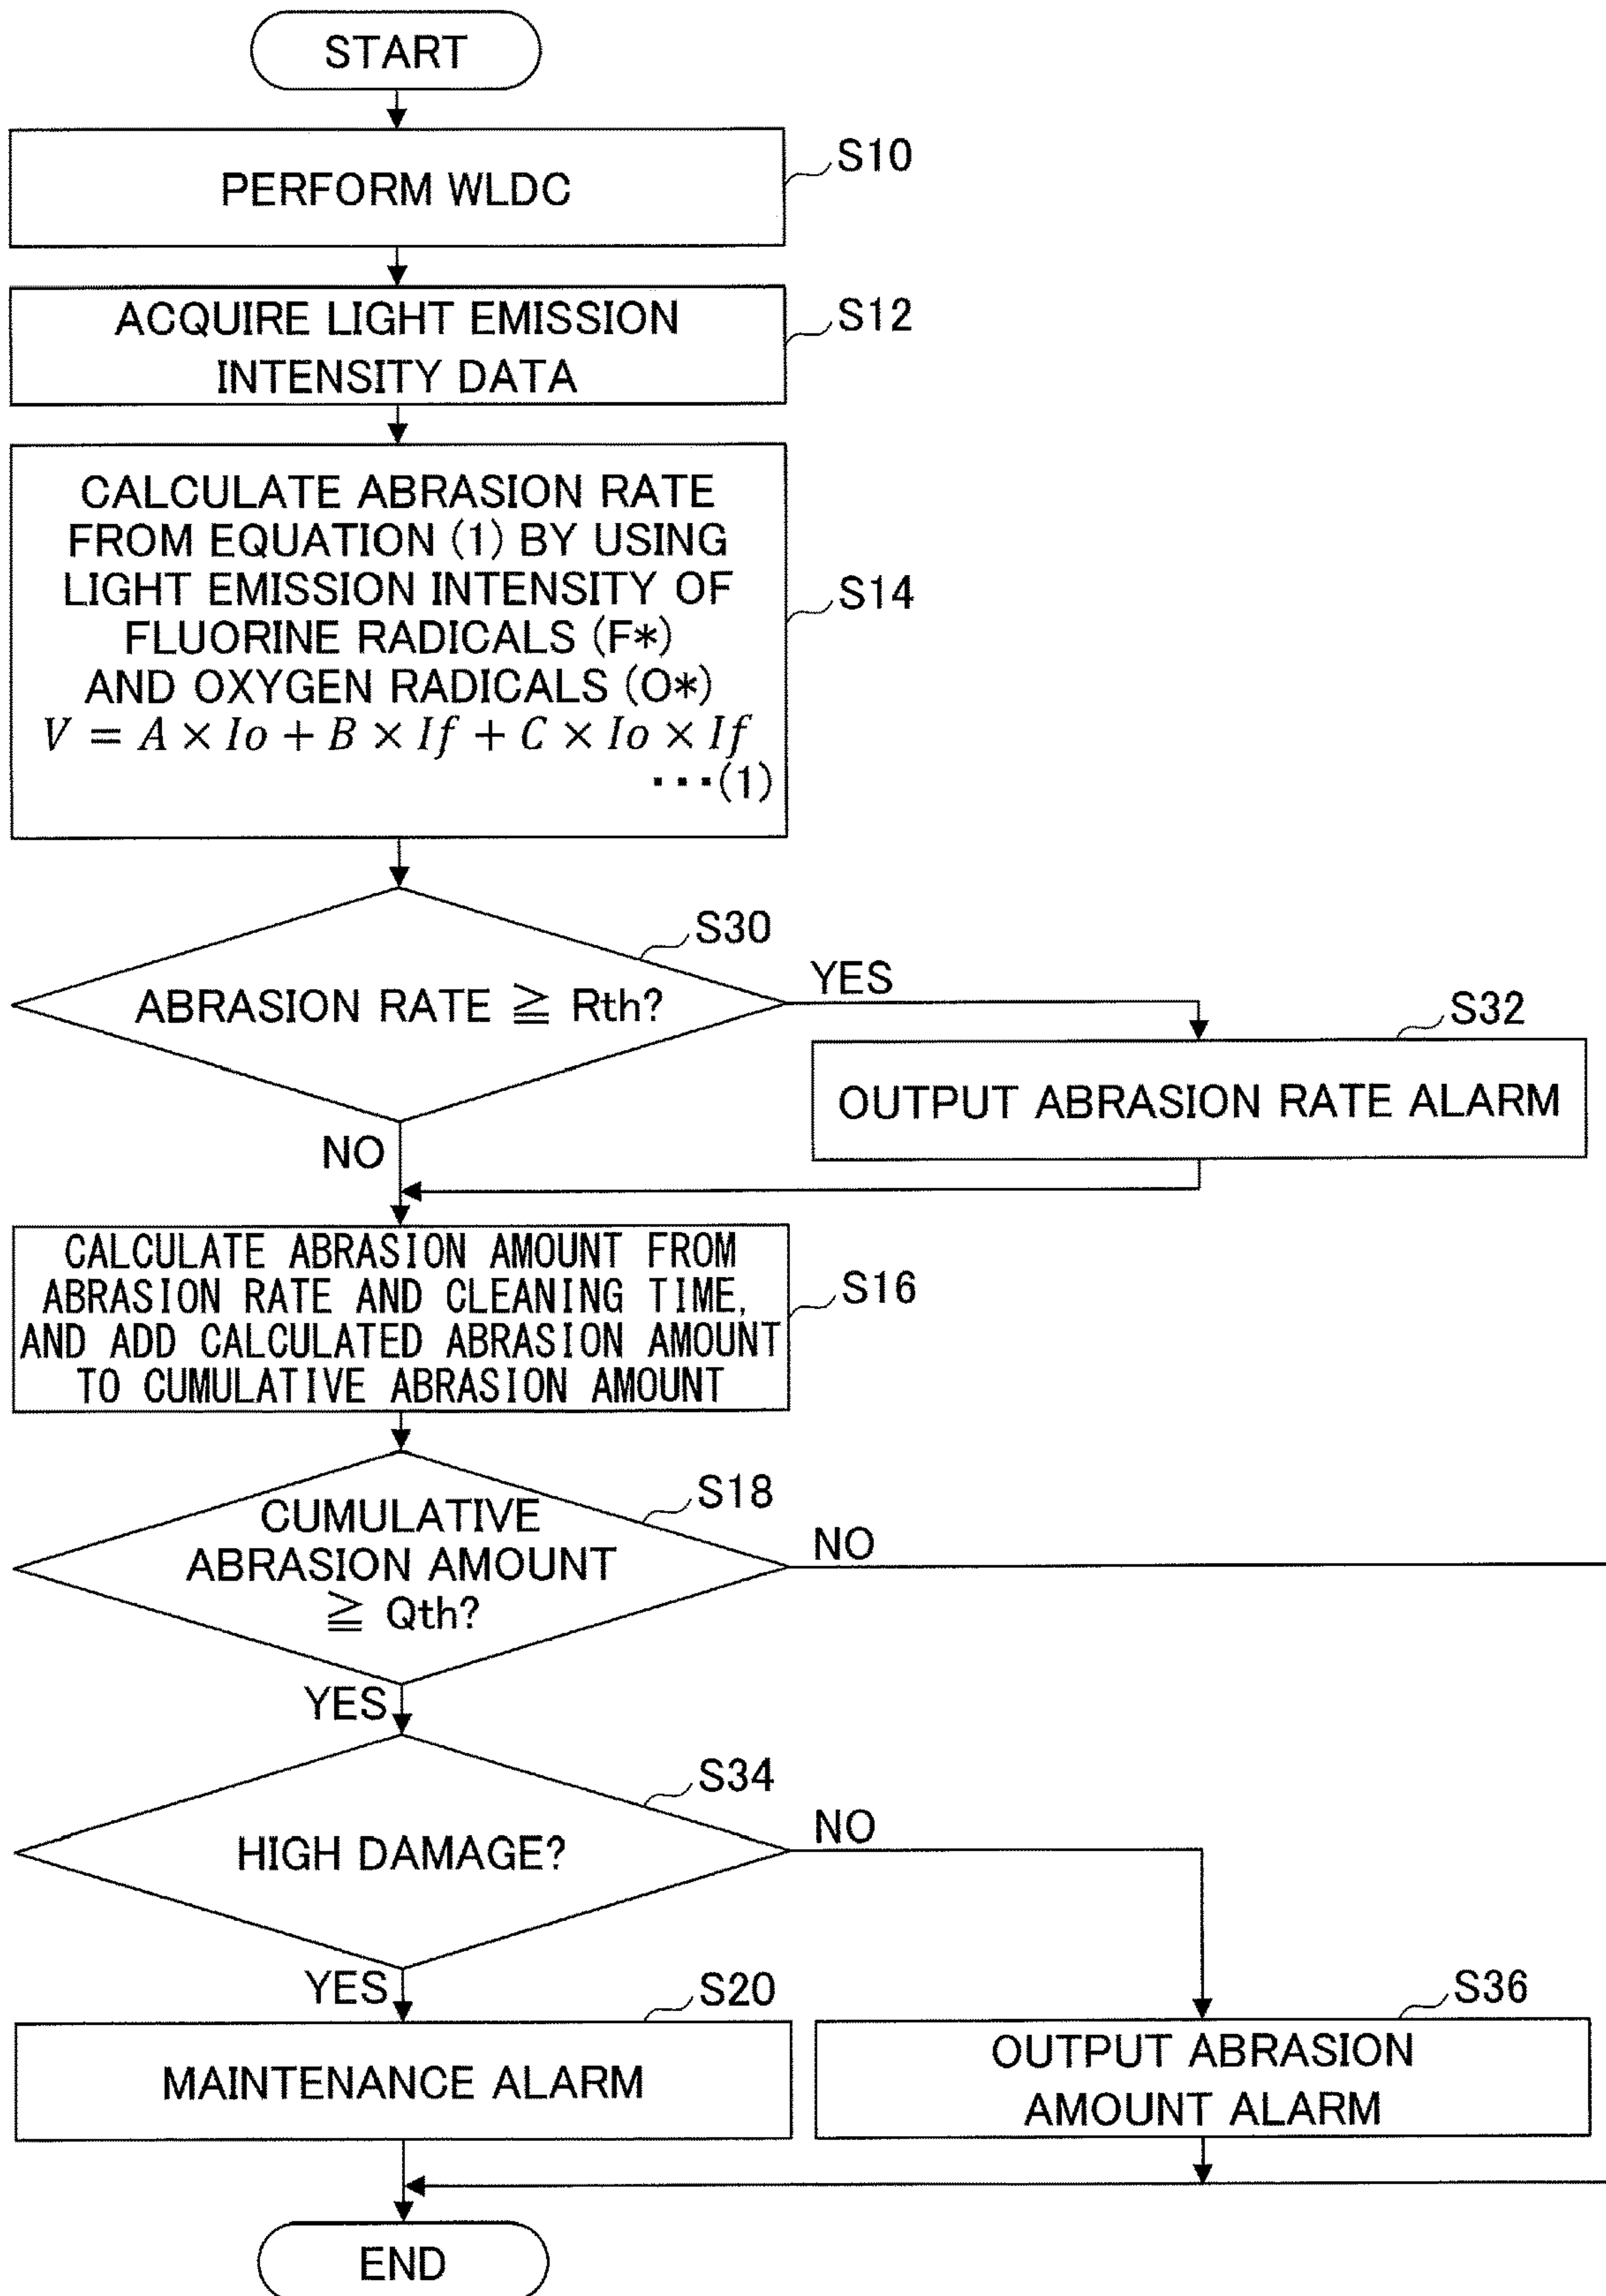 START
PERFORM WLDC
S10
ACQUIRE LIGHT EMISSION
INTENSITY DATA
S12
CALCULATE ABRASION RATE
FROM EQUATION (1) BY USING
LIGHT EMISSION INTENSITY OF
FLUORINE RADICALS (F*)
AND OXYGEN RADICALS (O*)
V = A × Io + B × If + C × Io × If
・・・(1)
S14
ABRASION RATE ≧ Rth?
S30
YES
NO
OUTPUT ABRASION RATE ALARM
S32
CALCULATE ABRASION AMOUNT FROM
ABRASION RATE AND CLEANING TIME,
AND ADD CALCULATED ABRASION AMOUNT
TO CUMULATIVE ABRASION AMOUNT
S16
CUMULATIVE
ABRASION AMOUNT
≧ Qth?
S18
NO
YES
HIGH DAMAGE?
S34
NO
YES
MAINTENANCE ALARM
S20
OUTPUT ABRASION
AMOUNT ALARM
S36
END